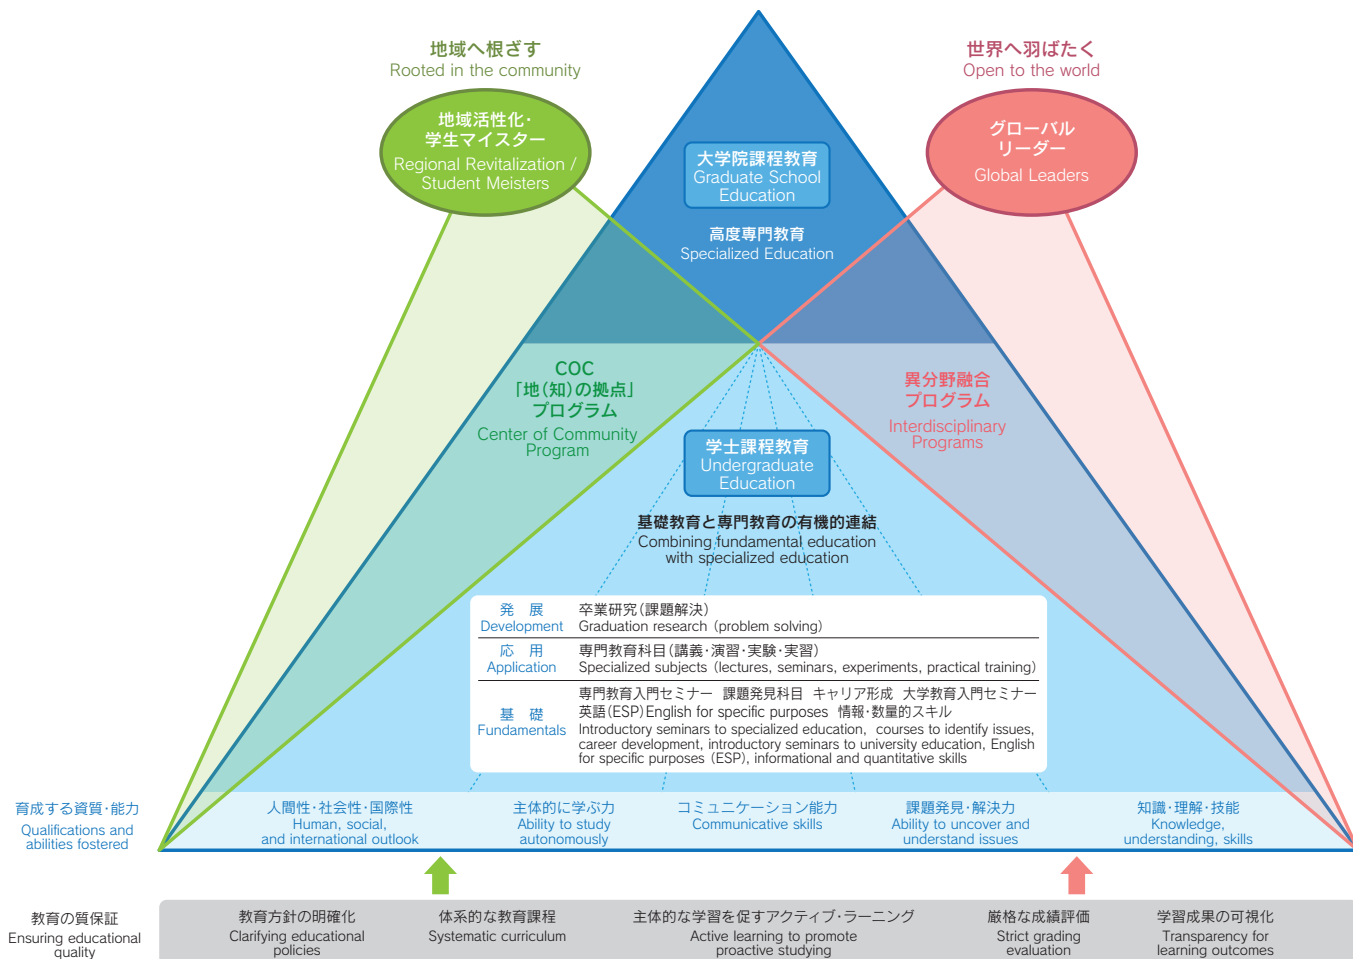 地域へ根ざす
Rooted in the community
世界へ羽ばたく
Open to the world
地域活性化・
学生マイスター
Regional Revitalization /
Student Meisters
グローバル
リーダー
Global Leaders
大学院課程教育
Graduate School
Education
高度専門教育
Specialized Education
COC
「地(知)の拠点」
プログラム
Center of Community
Program
異分野融合
プログラム
Interdisciplinary
Programs
学士課程教育
Undergraduate
Education
基礎教育と専門教育の有機的連結
Combining fundamental education
with specialized education
発 展
Development
卒業研究(課題解決)
Graduation research (problem solving)
応 用
Application
専門教育科目(講義・演習・実験・実習)
Specialized subjects (lectures, seminars, experiments, practical training)
基 礎
Fundamentals
専門教育入門セミナー 課題発見科目 キャリア形成 大学教育入門セミナー
英語(ESP)English for specific purposes 情報・数量的スキル
Introductory seminars to specialized education, courses to identify issues,
career development, introductory seminars to university education, English
for specific purposes (ESP), informational and quantitative skills
育成する資質・能力
Qualifications and
abilities fostered
人間性・社会性・国際性
Human, social,
and international outlook
主体的に学ぶ力
Ability to study
autonomously
コミュニケーション能力
Communicative skills
課題発見・解決力
Ability to uncover and
understand issues
知識・理解・技能
Knowledge,
understanding, skills
教育の質保証
Ensuring educational
quality
教育方針の明確化
Clarifying educational
policies
体系的な教育課程
Systematic curriculum
主体的な学習を促すアクティブ・ラーニング
Active learning to promote
proactive studying
厳格な成績評価
Strict grading
evaluation
学習成果の可視化
Transparency for
learning outcomes